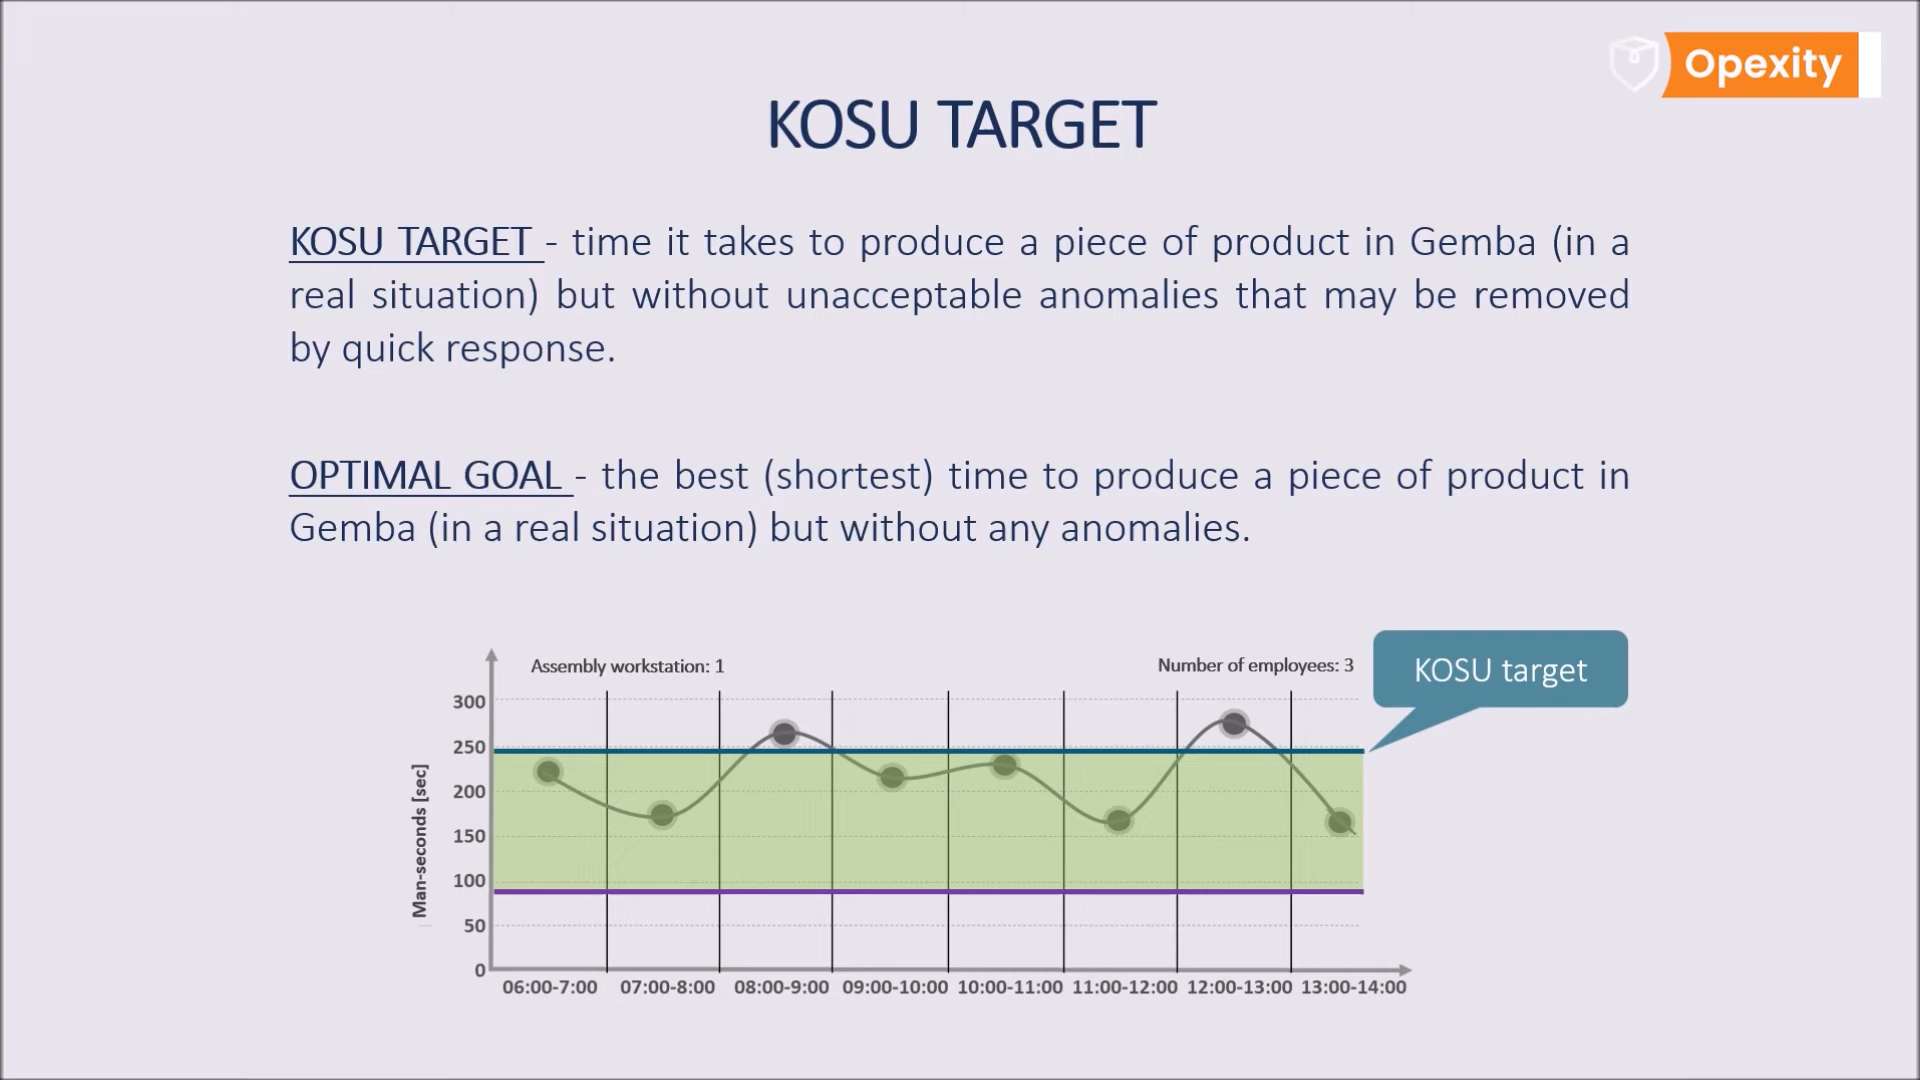 Opexity
KOSU TARGET
KOSU TARGET - time it takes to produce a piece of product in Gemba (in a
real situation) but without unacceptable anomalies that may be removed
by quick response.
OPTIMAL GOAL - the best (shortest) time to produce a piece of product in
Gemba (in a real situation) but without any anomalies.
Assembly workstation: 1
Number of employees: 3
KOSU target
Man-seconds [sec]
300
250
200
150
100
50
0
06:00-7:00 07:00-8:00 08:00-9:00 09:00-10:00 10:00-11:00 11:00-12:00 12:00-13:00 13:00-14:00